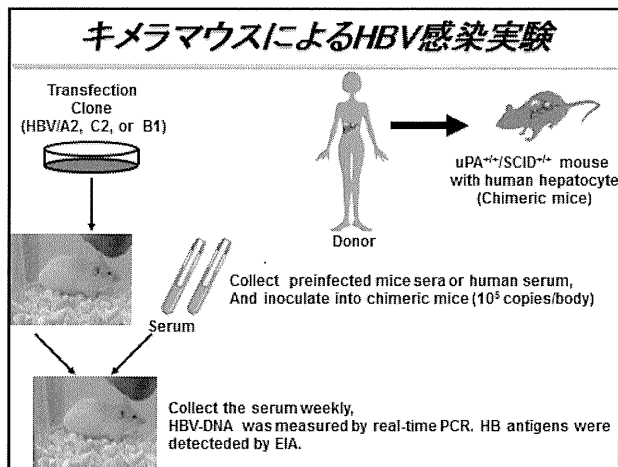 キメラマウスによるHBV感染実験
Transfection
Clone
(HBV/A2, C2, or B1)
Donor
uPA+/+/SCID+/+ mouse
with human hepatocyte
(Chimeric mice)
Serum
Collect preinfected mice sera or human serum,
And inoculate into chimeric mice (10⁵ copies/body)
Collect the serum weekly,
HBV-DNA was measured by real-time PCR. HB antigens were
detecteded by EIA.